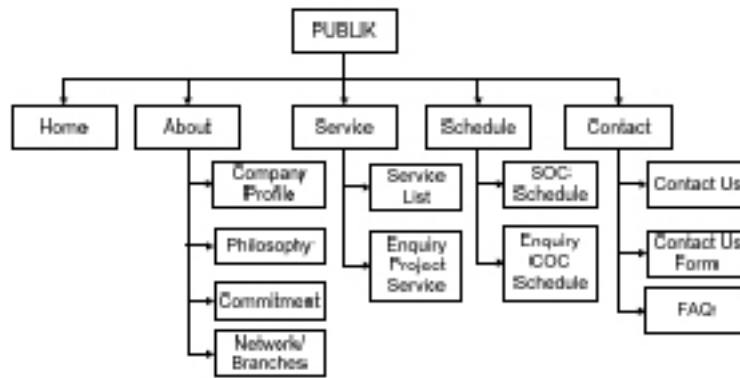 PUBLIK
Home
About
Service
Schedule
Contact
Company
Profile
Philosophy
Commitment
Network/
Branches
Service
List
Enquiry
Project
Service
SOC
Schedule
Enquiry
Schedule
Contact Us
Contact Us
Form
FAQ